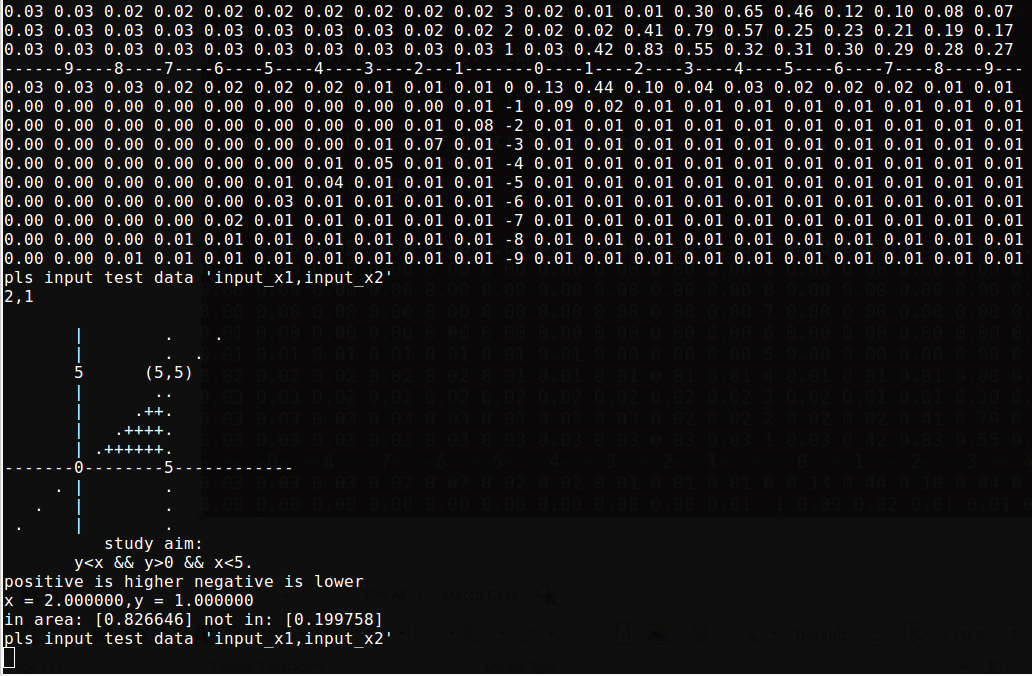 0.03 0.03 0.02 0.02 0.02 0.02 0.02 0.02 0.02 0.02 3 0.02 0.01 0.01 0.30 0.65 0.46 0.12 0.10 0.08 0.07
0.03 0.03 0.03 0.03 0.03 0.03 0.03 0.03 0.02 0.02 2 0.02 0.02 0.41 0.79 0.57 0.25 0.23 0.21 0.19 0.17
0.03 0.03 0.03 0.03 0.03 0.03 0.03 0.03 0.03 0.03 1 0.03 0.42 0.83 0.55 0.32 0.31 0.30 0.29 0.28 0.27
------9----8----7----6----5----4----3----2---1-------0----1----2----3----4----5----6----7----8----9---
0.03 0.03 0.03 0.02 0.02 0.02 0.02 0.01 0.01 0.01 0 0.13 0.44 0.10 0.04 0.03 0.02 0.02 0.02 0.01 0.01
0.00 0.00 0.00 0.00 0.00 0.00 0.00 0.00 0.00 0.01 -1 0.09 0.02 0.01 0.01 0.01 0.01 0.01 0.01 0.01 0.01
0.00 0.00 0.00 0.00 0.00 0.00 0.00 0.00 0.01 0.08 -2 0.01 0.01 0.01 0.01 0.01 0.01 0.01 0.01 0.01 0.01
0.00 0.00 0.00 0.00 0.00 0.00 0.00 0.01 0.07 0.01 -3 0.01 0.01 0.01 0.01 0.01 0.01 0.01 0.01 0.01 0.01
0.00 0.00 0.00 0.00 0.00 0.00 0.01 0.05 0.01 0.01 -4 0.01 0.01 0.01 0.01 0.01 0.01 0.01 0.01 0.01 0.01
0.00 0.00 0.00 0.00 0.00 0.01 0.04 0.01 0.01 0.01 -5 0.01 0.01 0.01 0.01 0.01 0.01 0.01 0.01 0.01 0.01
0.00 0.00 0.00 0.00 0.00 0.03 0.01 0.01 0.01 0.01 -6 0.01 0.01 0.01 0.01 0.01 0.01 0.01 0.01 0.01 0.01
0.00 0.00 0.00 0.00 0.02 0.01 0.01 0.01 0.01 0.01 -7 0.01 0.01 0.01 0.01 0.01 0.01 0.01 0.01 0.01 0.01
0.00 0.00 0.00 0.01 0.01 0.01 0.01 0.01 0.01 0.01 -8 0.01 0.01 0.01 0.01 0.01 0.01 0.01 0.01 0.01 0.01
0.00 0.00 0.01 0.01 0.01 0.01 0.01 0.01 0.01 0.01 -9 0.01 0.01 0.01 0.01 0.01 0.01 0.01 0.01 0.01 0.01
pls input test data 'input_x1,input_x2'
2,1
| . .
| . .
5 (5,5)
| ..
| .++.
| .++++.
| .++++++.
-------0--------5------------
. | .
. | .
. | .
study aim:
y<x && y>0 && x<5.
positive is higher negative is lower
x = 2.000000,y = 1.000000
in area: [0.826646] not in: [0.199758]
pls input test data 'input_x1,input_x2'